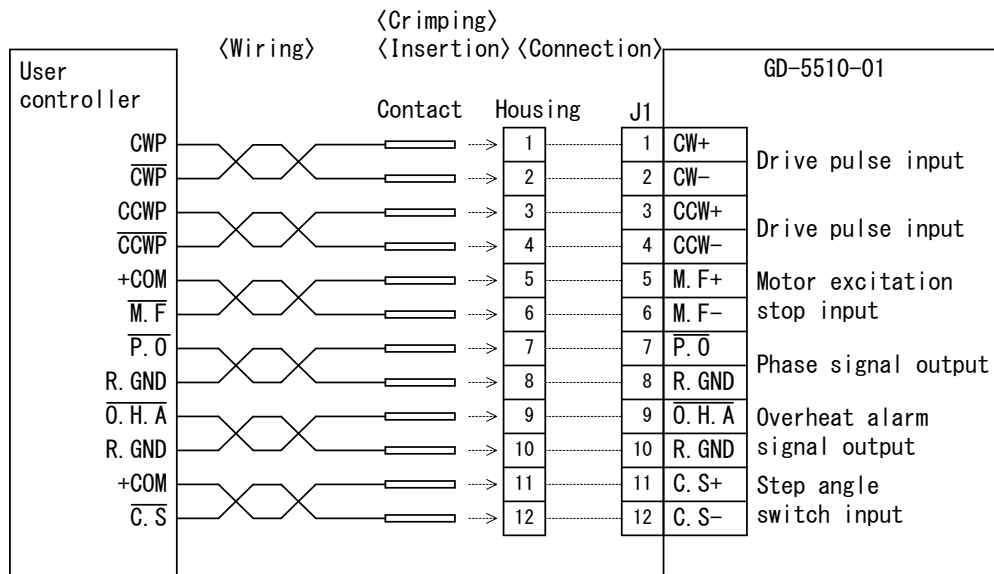 〈Crimping〉
〈Wiring〉 〈Insertion〉〈Connection〉
User
controller
GD-5510-01
Contact Housing J1
CWP 1 1 CW+
Drive pulse input
C̅W̅P̅ 2 2 CW-
CCWP 3 3 CCW+
Drive pulse input
C̅C̅W̅P̅ 4 4 CCW-
+COM 5 5 M.F+ Motor excitation
M̅.̅F̅ 6 6 M.F- stop input
P̅.̅O̅ 7 7 P̅.̅O̅
Phase signal output
R.GND 8 8 R.GND
O̅.̅H̅.̅A̅ 9 9 O̅.̅H̅.̅A̅ Overheat alarm
R.GND 10 10 R.GND signal output
+COM 11 11 C.S+ Step angle
C̅.̅S̅ 12 12 C.S- switch input